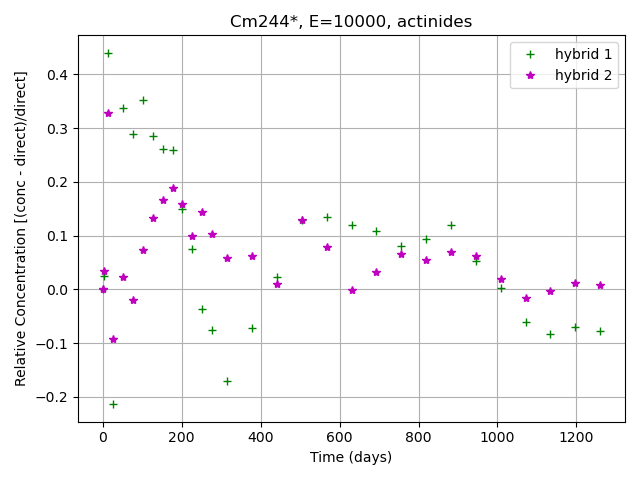 Cm244*, E=10000, actinides
hybrid 1
hybrid 2
Relative Concentration [(conc - direct)/direct]
0.4
0.3
0.2
0.1
0.0
−0.1
−0.2
0 200 400 600 800 1000 1200
Time (days)